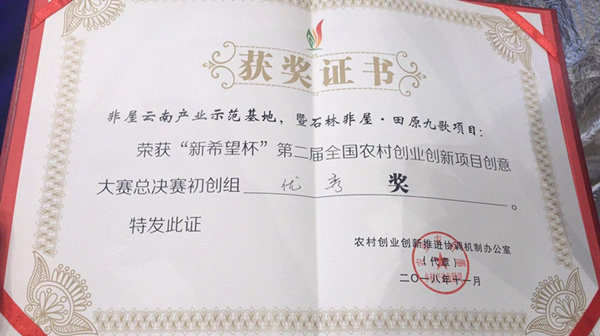 获奖证书
非屋云南产业示范基地，暨石林非屋·田原九歌项目：
荣获“新希望杯”第二届全国农村创业创新项目创意
大赛总决赛初创组 优秀 奖 。
特发此证
农村创业创新推进协调机制办公室
（代章）
二〇一八年十一月